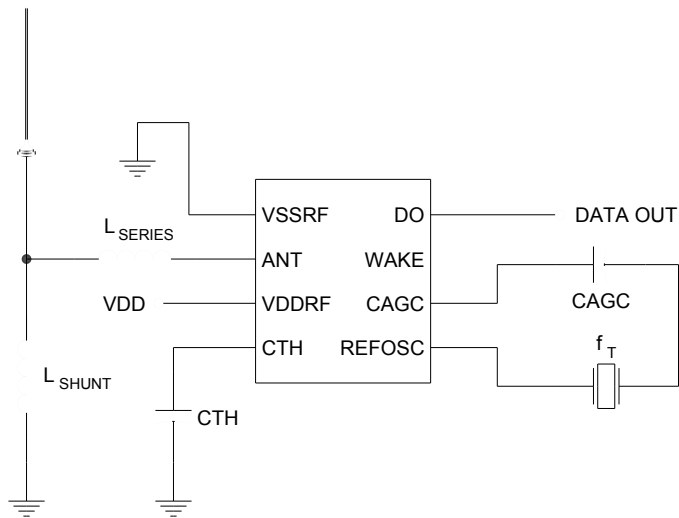 VSSRF DO DATA OUT
L SERIES
ANT WAKE
VDD VDDRF CAGC CAGC
CTH REFOSC f T
L SHUNT
CTH